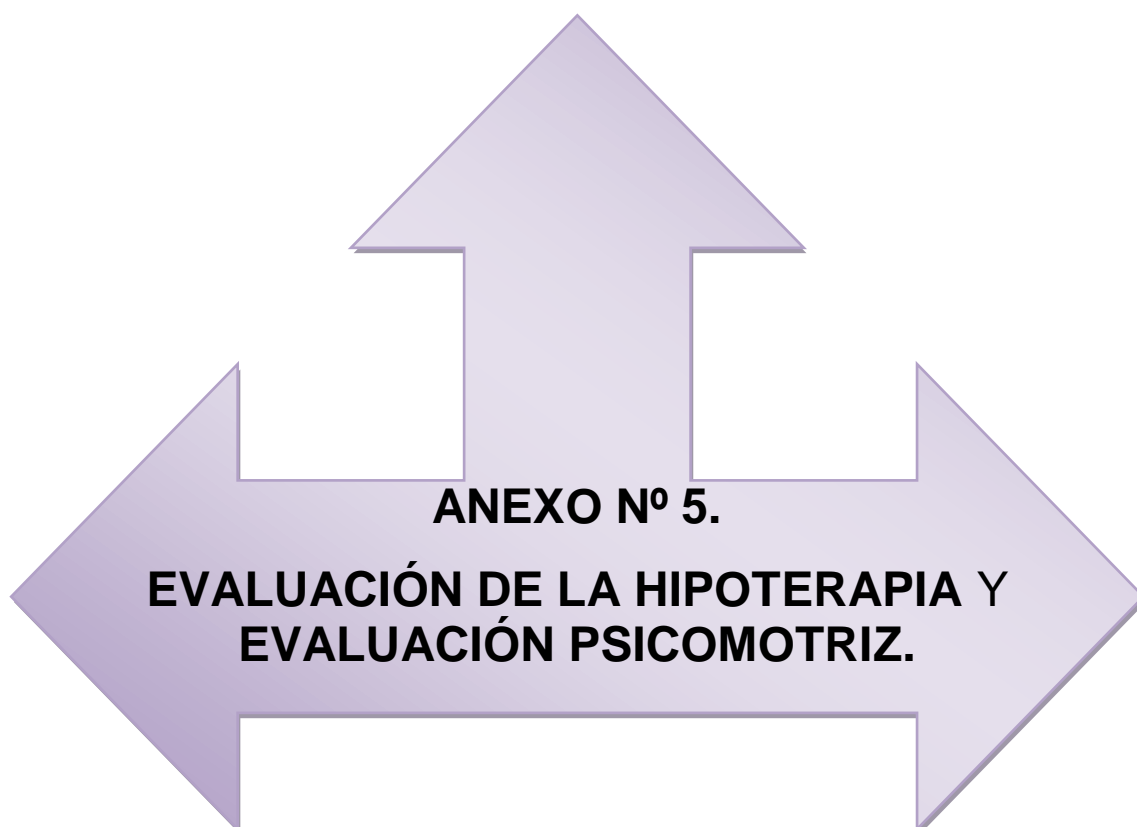 ANEXO Nº 5.
EVALUACIÓN DE LA HIPOTERAPIA Y
EVALUACIÓN PSICOMOTRIZ.